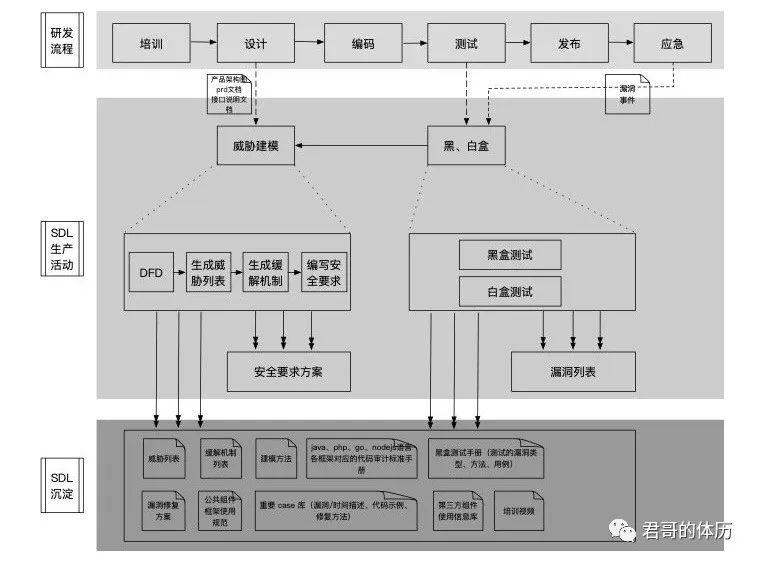 研发
流程
培训
设计
编码
测试
发布
应急
产品架构图
prd文档
接口说明文
档
漏洞
事件
威胁建模
黑、白盒
SDL
生产
活动
DFD
生成威
胁列表
生成缓
解机制
编写安
全要求
黑盒测试
白盒测试
安全要求方案
漏洞列表
SDL
沉淀
威胁列表
缓解机制
列表
建模方法
java、php、go、nodejs语言
各框架对应的代码审计标准手
册
黑盒测试手册（测试的漏洞类
型、方法、用例）
漏洞修复
方案
公共组件
框架使用
规范
重要 case 库（漏洞/时间描述、代码示例、
修复方法）
第三方组件
使用信息库
培训视频
君哥的体历